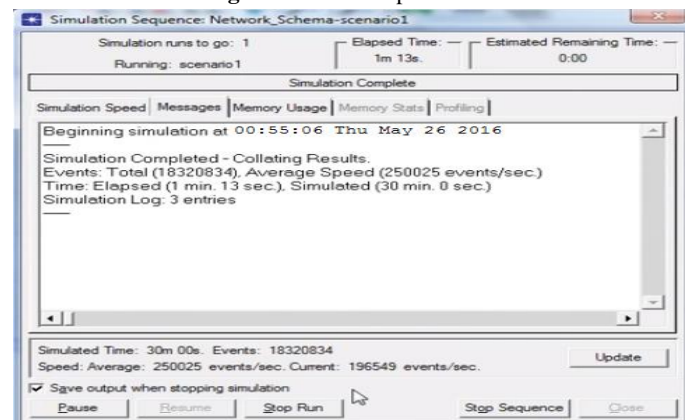 Simulation Sequence: Network_Schema-scenario1
Simulation runs to go: 1
Running: scenario1
Elapsed Time:
1m 13s.
Estimated Remaining Time:
0:00
Simulation Complete
Simulation Speed Messages Memory Usage Memory Stats Profiling
Beginning simulation at 00:55:06 Thu May 26 2016
Simulation Completed - Collating Results.
Events: Total (18320834), Average Speed (250025 events/sec.)
Time: Elapsed (1 min. 13 sec.), Simulated (30 min. 0 sec.)
Simulation Log: 3 entries
Simulated Time: 30m 00s. Events: 18320834
Speed: Average: 250025 events/sec. Current: 196549 events/sec.
Update
Save output when stopping simulation
Pause Resume Stop Run Stop Sequence Close